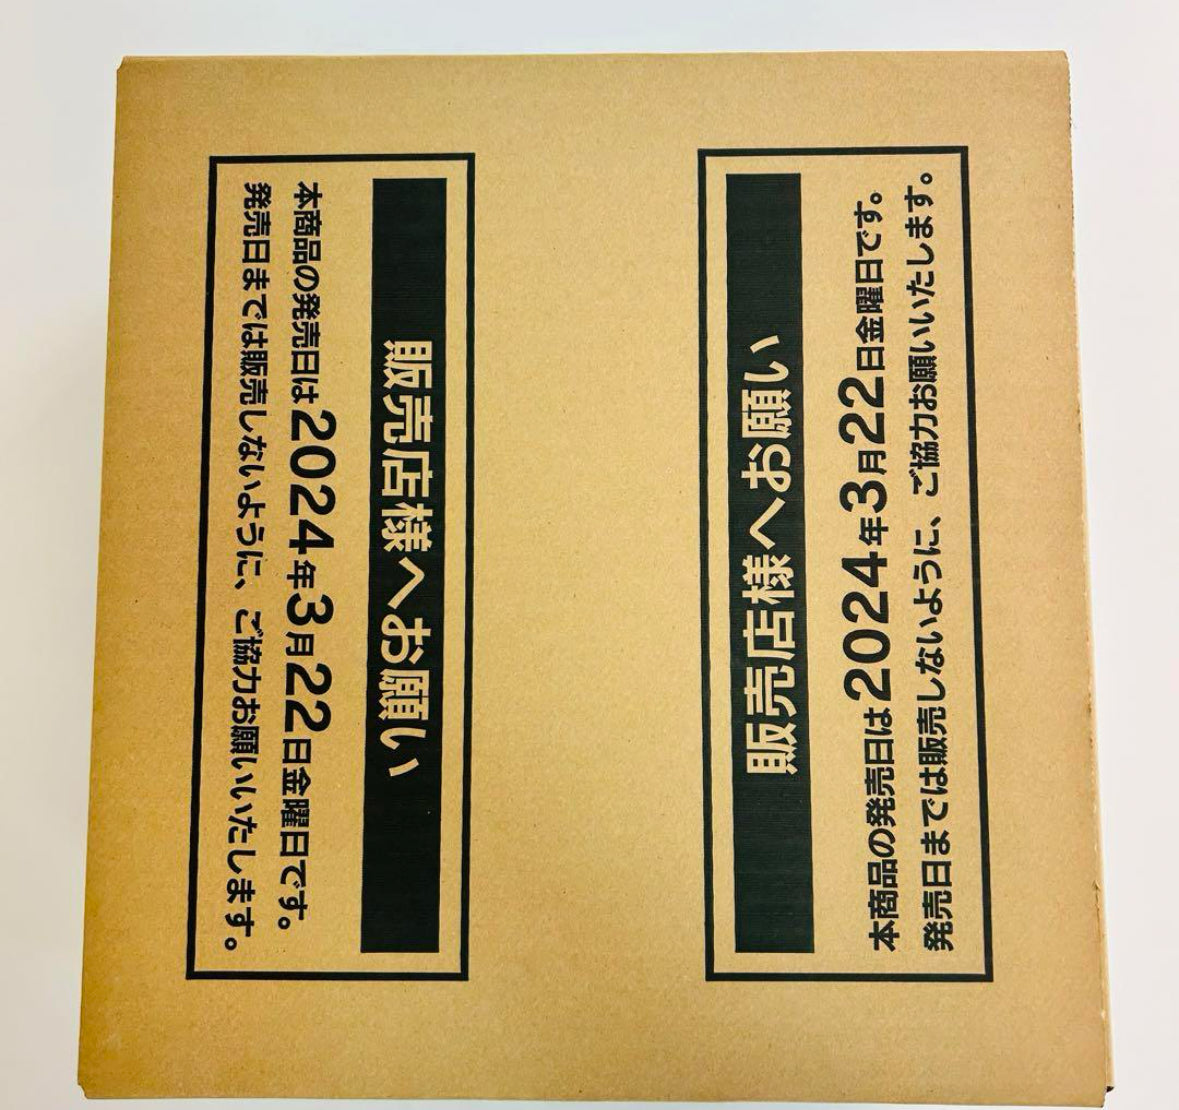 販売店様へお願い
本商品の発売日は2024年3月22日金曜日です。
発売日までは販売しないように、ご協力お願いいたします。
販売店様へお願い
本商品の発売日は2024年3月22日金曜日です。
発売日までは販売しないように、ご協力お願いいたします。